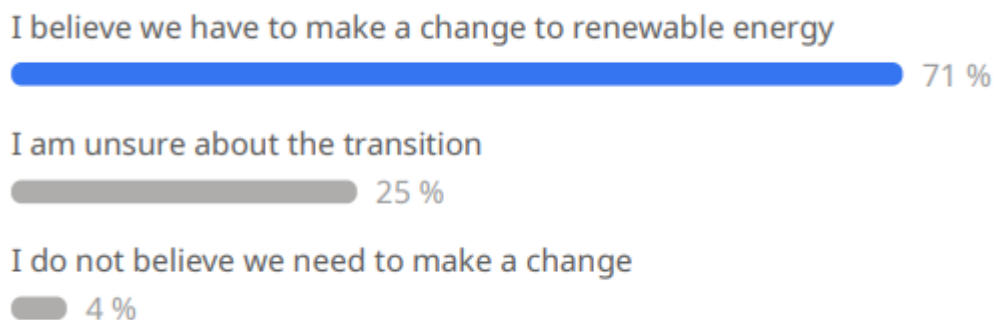 I believe we have to make a change to renewable energy
71 %
I am unsure about the transition
25 %
I do not believe we need to make a change
4 %